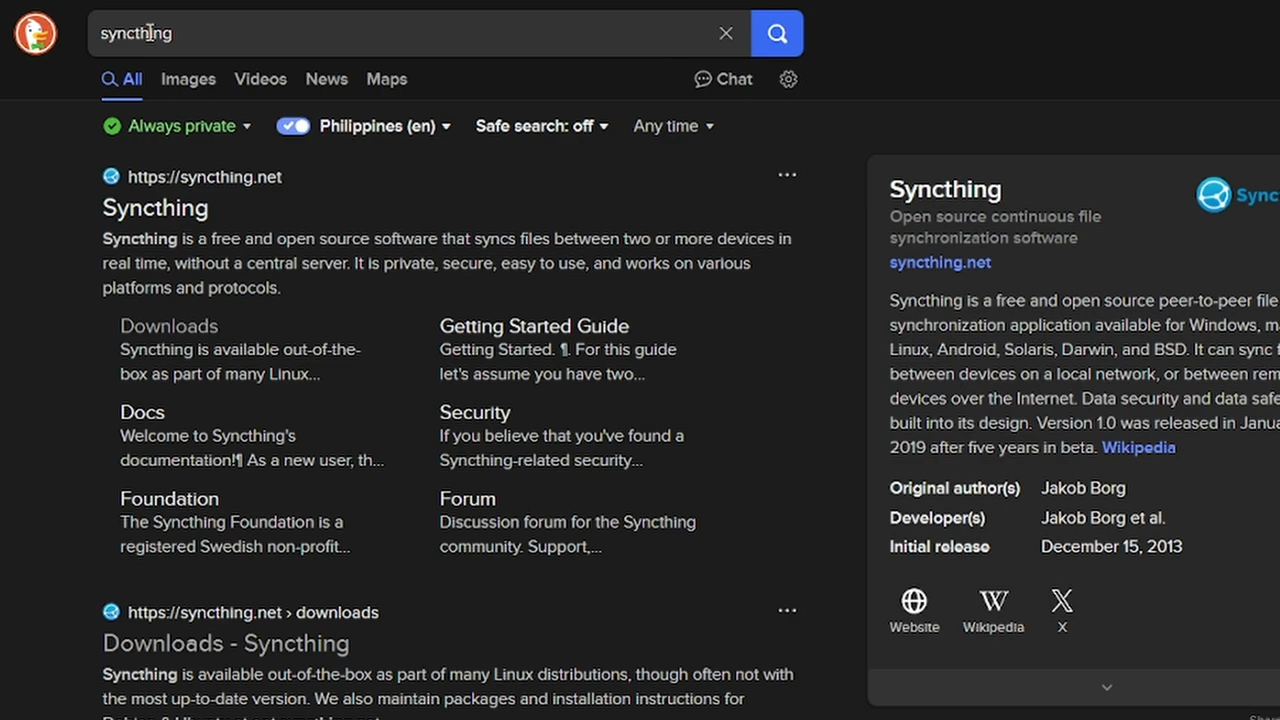 syncthing
All Images Videos News Maps Chat
Always private Philippines (en) Safe search: off Any time
https://syncthing.net
Syncthing
Syncthing is a free and open source software that syncs files between two or more devices in
real time, without a central server. It is private, secure, easy to use, and works on various
platforms and protocols.
Downloads
Syncthing is available out-of-the-
box as part of many Linux...
Getting Started Guide
Getting Started. ¶. For this guide
let's assume you have two...
Docs
Welcome to Syncthing's
documentation!¶ As a new user, th...
Security
If you believe that you've found a
Syncthing-related security...
Foundation
The Syncthing Foundation is a
registered Swedish non-profit...
Forum
Discussion forum for the Syncthing
community. Support,...
https://syncthing.net › downloads
Downloads - Syncthing
Syncthing is available out-of-the-box as part of many Linux distributions, though often not with
the most up-to-date version. We also maintain packages and installation instructions for
Syncthing
Sync
Open source continuous file
synchronization software
syncthing.net
Syncthing is a free and open source peer-to-peer file
synchronization application available for Windows, m
Linux, Android, Solaris, Darwin, and BSD. It can sync f
between devices on a local network, or between rem
devices over the Internet. Data security and data safe
built into its design. Version 1.0 was released in Janua
2019 after five years in beta. Wikipedia
Original author(s) Jakob Borg
Developer(s) Jakob Borg et al.
Initial release December 15, 2013
Website Wikipedia X